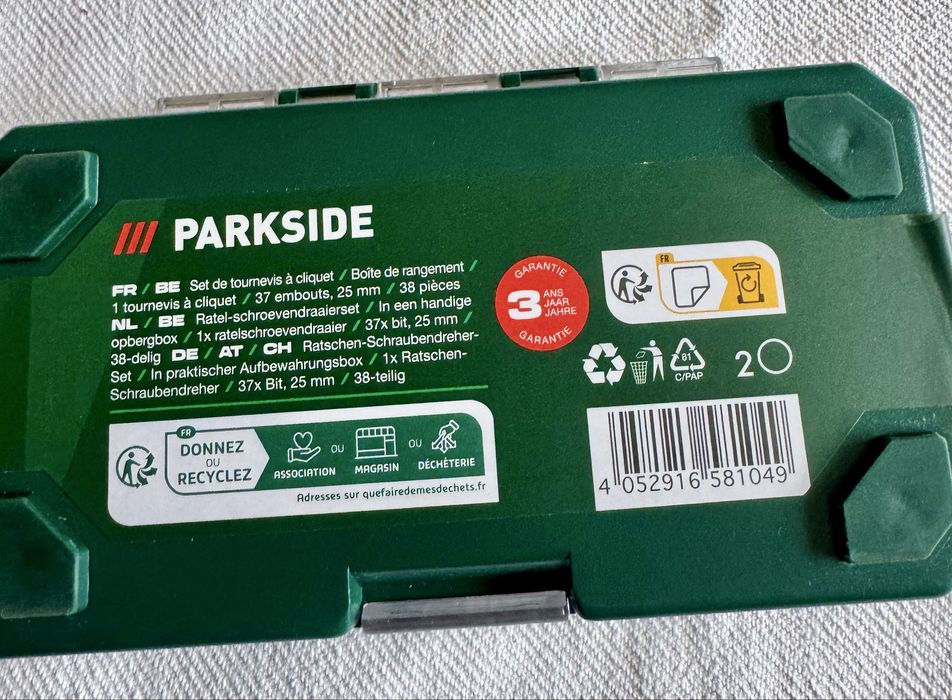 PARKSIDE
FR / BE Set de tournevis à cliquet / Boîte de rangement /
1 tournevis à cliquet / 37 embouts, 25 mm / 38 pièces
NL / BE Ratel-schroevendraaierset / In een handige
opbergbox / 1x ratelschroevendraaier / 37x bit, 25 mm /
38-delig DE / AT / CH Ratschen-Schraubendreher-
Set / In praktischer Aufbewahrungsbox / 1x Ratschen-
Schraubendreher / 37x Bit, 25 mm / 38-teilig
GARANTIE
3 ANS
JAAR
JAHRE
GARANTIE
FR
81
C/PAP
2
FR
DONNEZ
OU
RECYCLEZ
ASSOCIATION
OU
MAGASIN
OU
DÉCHÈTERIE
Adresses sur quefairedemesdechets.fr
4 052916 581049